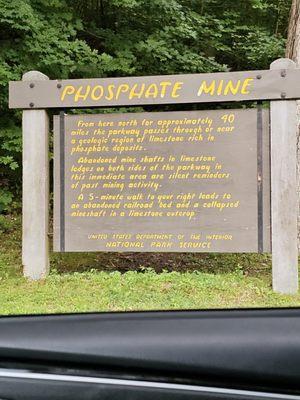 PHOSPHATE MINE
From here north for approximately 40
miles the parkway passes through or near
a geologic region of limestone rich in
phosphate deposits.
Abandoned mine shafts in limestone
ledges on both sides of the parkway in
this immediate area are silent reminders
of past mining activity.
A 5-minute walk to your right leads to
an abandoned railroad bed and a collapsed
mineshaft in a limestone outcrop.
UNITED STATES DEPARTMENT OF THE INTERIOR
NATIONAL PARK SERVICE